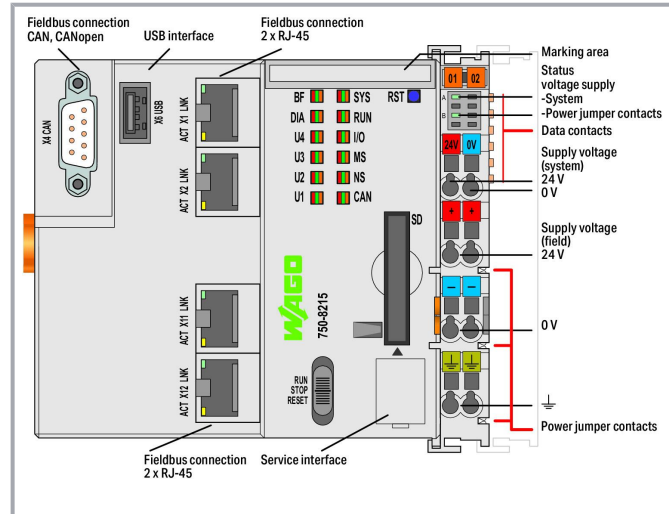 Fieldbus connection
CAN, CANopen
USB interface
Fieldbus connection
2 x RJ-45
Marking area
Status
voltage supply
-System
-Power jumper contacts
Data contacts
Supply voltage
(system)
24 V
0 V
Supply voltage
(field)
24 V
0 V
Power jumper contacts
X4 CAN
X6 USB
ACT X1 LNK
ACT X2 LNK
ACT X11 LNK
ACT X12 LNK
BF SYS RST
DIA RUN
U4 I/O
U3 MS
U2 NS
U1 CAN
SD
WAGO
750-8215
RUN
STOP
RESET
01 02
A
B
24V 0V
+ +
— —
Fieldbus connection
2 x RJ-45
Service interface